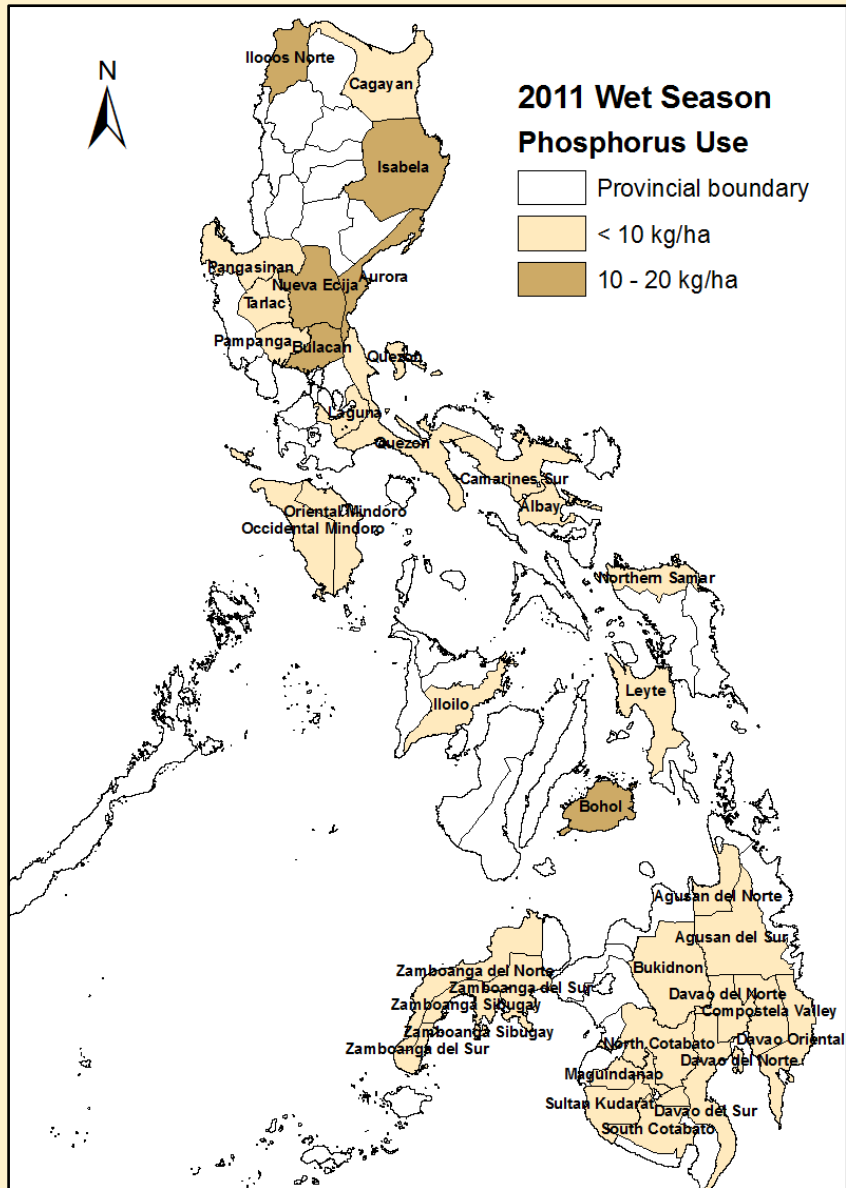 Ilocos Norte
N
Cagayan
2011 Wet Season
Phosphorus Use
Provincial boundary
< 10 kg/ha
10 - 20 kg/ha
Isabela
Pangasinan
Aurora
Nueva Ecija
Tarlac
Pampanga
Bulacan
Quezon
Laguna
Quezon
Camarines Sur
Albay
Oriental Mindoro
Occidental Mindoro
Northern Samar
Leyte
Iloilo
Bohol
Agusan del Norte
Agusan del Sur
Bukidnon
Zamboanga del Norte
Zamboanga del Sur
Davao del Norte
Zamboanga Sibugay
Compostela Valley
Zamboanga Sibugay
Davao Oriental
North Cotabato
Zamboanga del Sur
Davao del Norte
Maguindanao
Sultan Kudarat
Davao del Sur
South Cotabato